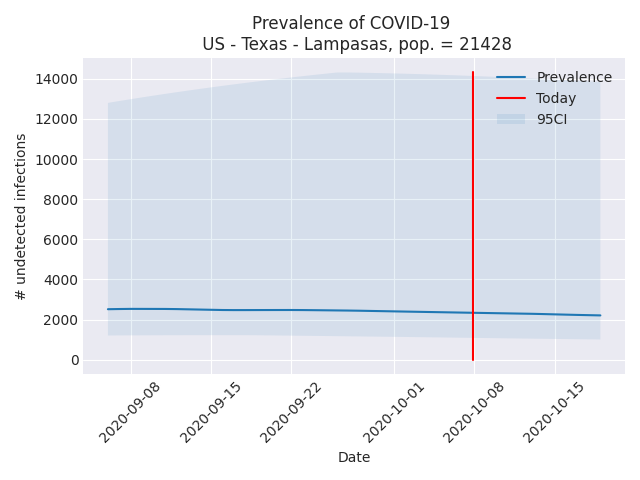 Prevalence of COVID-19
US - Texas - Lampasas, pop. = 21428
Prevalence
Today
95CI
# undetected infections
14000
12000
10000
8000
6000
4000
2000
0
2020-09-08
2020-09-15
2020-09-22
2020-10-01
2020-10-08
2020-10-15
Date